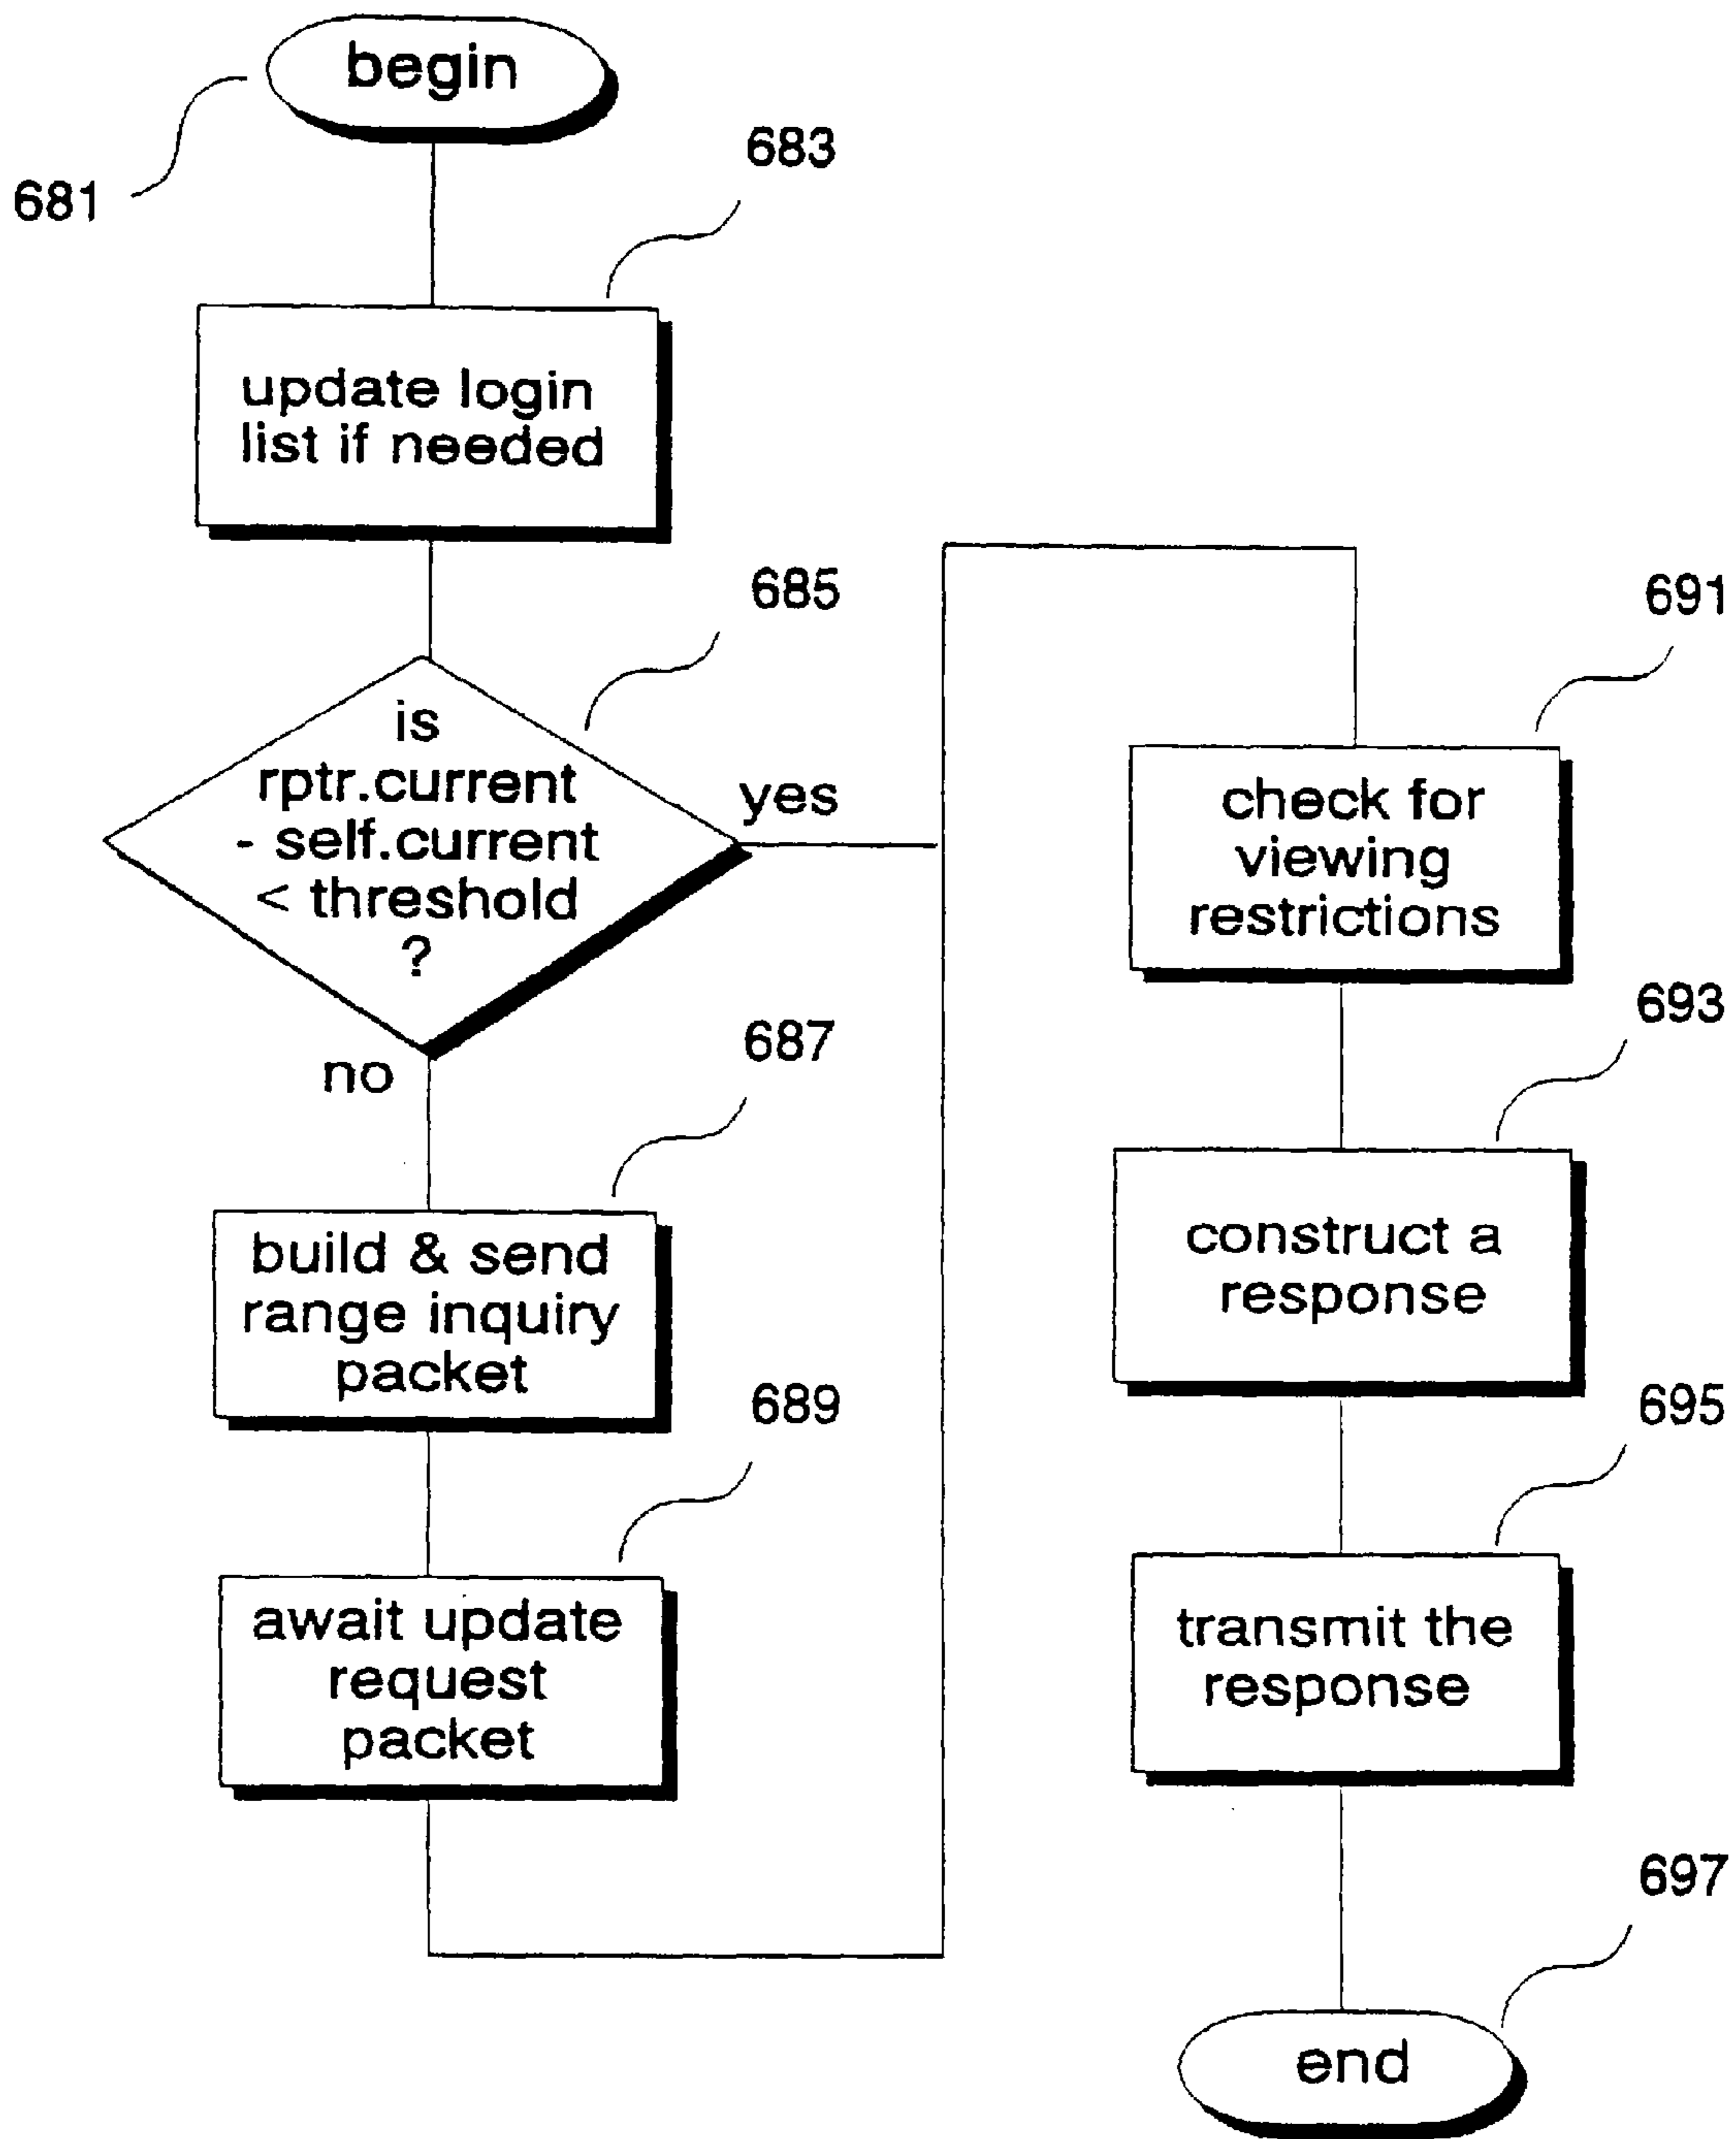 begin
681
683
update login
list if needed
685
is
rptr.current
- self.current
< threshold
?
yes
no
687
build & send
range inquiry
packet
689
await update
request
packet
691
check for
viewing
restrictions
693
construct a
response
695
transmit the
response
697
end